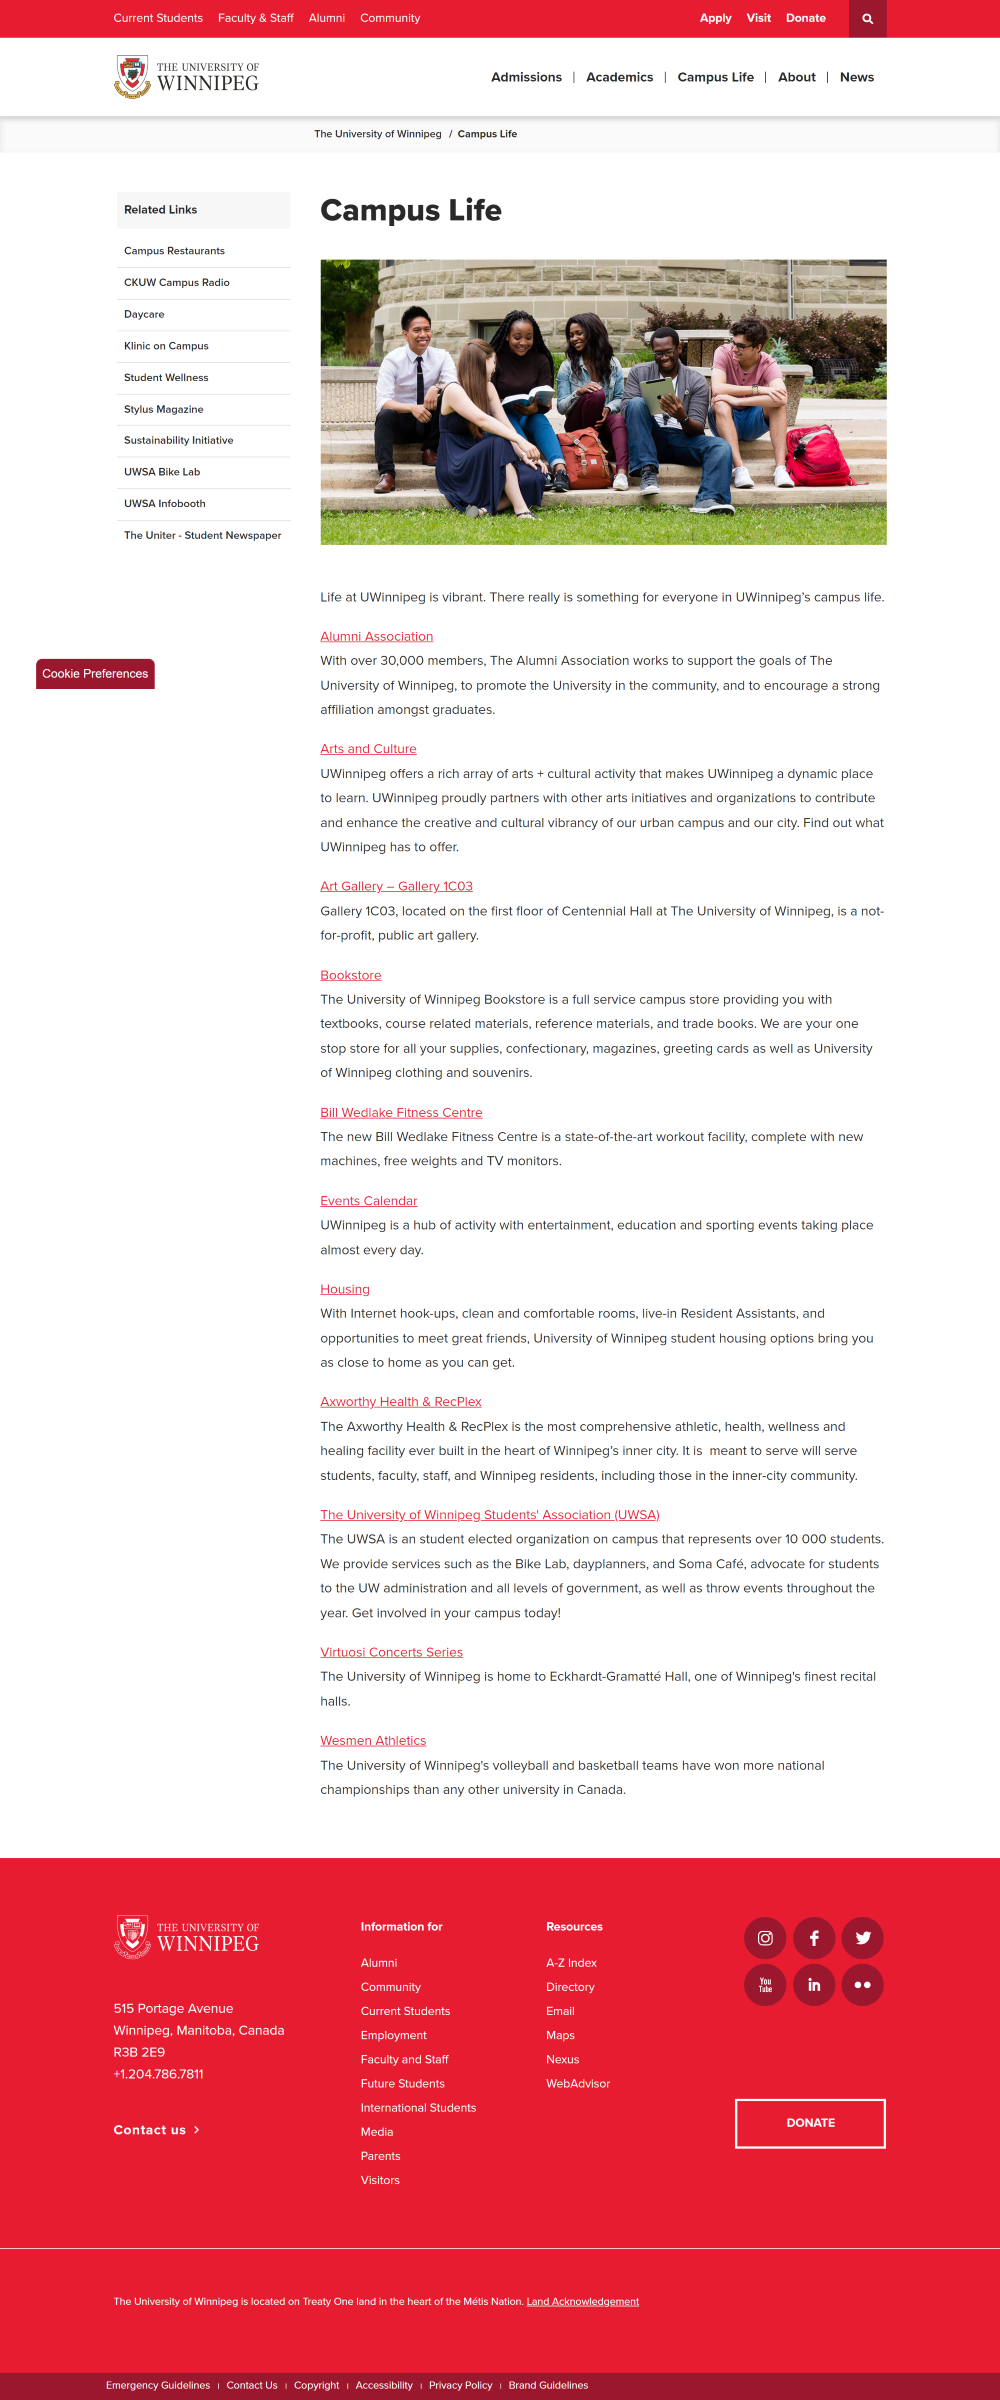 Current Students Faculty & Staff Alumni Community Apply Visit Donate
THE UNIVERSITY OF
WINNIPEG
Admissions | Academics | Campus Life | About | News
The University of Winnipeg / Campus Life
Related Links
Campus Restaurants
CKUW Campus Radio
Daycare
Klinic on Campus
Student Wellness
Stylus Magazine
Sustainability Initiative
UWSA Bike Lab
UWSA Infobooth
The Uniter - Student Newspaper
Cookie Preferences
Campus Life
Life at UWinnipeg is vibrant. There really is something for everyone in UWinnipeg’s campus life.
Alumni Association
With over 30,000 members, The Alumni Association works to support the goals of The
University of Winnipeg, to promote the University in the community, and to encourage a strong
affiliation amongst graduates.
Arts and Culture
UWinnipeg offers a rich array of arts + cultural activity that makes UWinnipeg a dynamic place
to learn. UWinnipeg proudly partners with other arts initiatives and organizations to contribute
and enhance the creative and cultural vibrancy of our urban campus and our city. Find out what
UWinnipeg has to offer.
Art Gallery – Gallery 1C03
Gallery 1C03, located on the first floor of Centennial Hall at The University of Winnipeg, is a not-
for-profit, public art gallery.
Bookstore
The University of Winnipeg Bookstore is a full service campus store providing you with
textbooks, course related materials, reference materials, and trade books. We are your one
stop store for all your supplies, confectionary, magazines, greeting cards as well as University
of Winnipeg clothing and souvenirs.
Bill Wedlake Fitness Centre
The new Bill Wedlake Fitness Centre is a state-of-the-art workout facility, complete with new
machines, free weights and TV monitors.
Events Calendar
UWinnipeg is a hub of activity with entertainment, education and sporting events taking place
almost every day.
Housing
With Internet hook-ups, clean and comfortable rooms, live-in Resident Assistants, and
opportunities to meet great friends, University of Winnipeg student housing options bring you
as close to home as you can get.
Axworthy Health & RecPlex
The Axworthy Health & RecPlex is the most comprehensive athletic, health, wellness and
healing facility ever built in the heart of Winnipeg’s inner city. It is meant to serve will serve
students, faculty, staff, and Winnipeg residents, including those in the inner-city community.
The University of Winnipeg Students' Association (UWSA)
The UWSA is an student elected organization on campus that represents over 10 000 students.
We provide services such as the Bike Lab, dayplanners, and Soma Café, advocate for students
to the UW administration and all levels of government, as well as throw events throughout the
year. Get involved in your campus today!
Virtuosi Concerts Series
The University of Winnipeg is home to Eckhardt-Gramatté Hall, one of Winnipeg's finest recital
halls.
Wesmen Athletics
The University of Winnipeg's volleyball and basketball teams have won more national
championships than any other university in Canada.
THE UNIVERSITY OF
WINNIPEG
515 Portage Avenue
Winnipeg, Manitoba, Canada
R3B 2E9
+1.204.786.7811
Contact us >
Information for
Alumni
Community
Current Students
Employment
Faculty and Staff
Future Students
International Students
Media
Parents
Visitors
Resources
A-Z Index
Directory
Email
Maps
Nexus
WebAdvisor
You
Tube
in
DONATE
The University of Winnipeg is located on Treaty One land in the heart of the Métis Nation. Land Acknowledgement
Emergency Guidelines | Contact Us | Copyright | Accessibility | Privacy Policy | Brand Guidelines